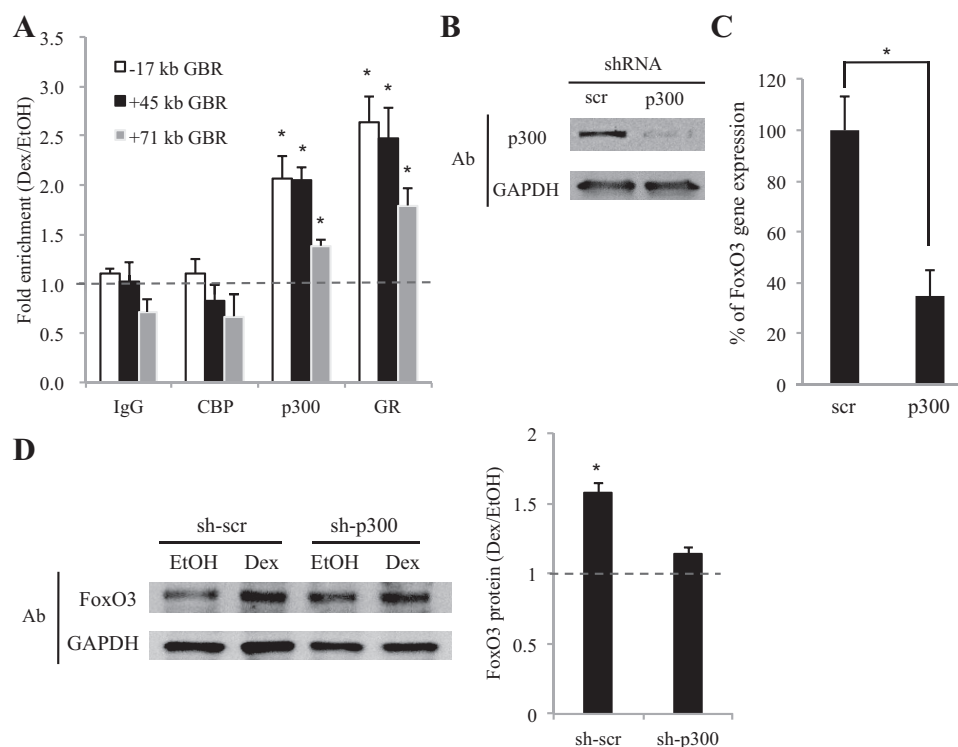 A
Fold enrichment (Dex/EtOH)
3.5
3.0
2.5
2.0
1.5
1.0
0.5
0.0
-17 kb GBR
+45 kb GBR
+71 kb GBR
* * *
* * *
IgG CBP p300 GR
B
shRNA
scr p300
Ab
p300
GAPDH
C
% of FoxO3 gene expression
120
100
80
60
40
20
0
*
scr p300
D
sh-scr sh-p300
EtOH Dex EtOH Dex
Ab
FoxO3
GAPDH
FoxO3 protein (Dex/EtOH)
2
1.5
1
0.5
0
*
sh-scr sh-p300